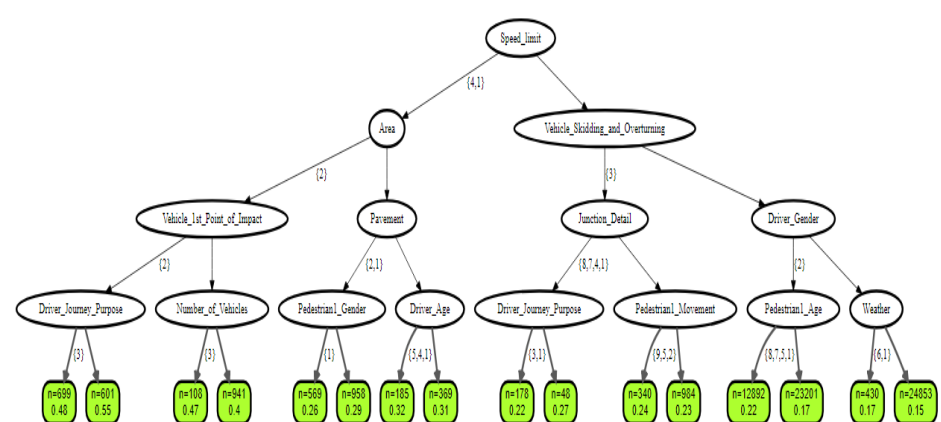 Speed_limit
{4,1}
Area
Vehicle_Skidding_and_Overturning
{2}
{3}
Vehicle_1st_Point_of_Impact
Pavement
Junction_Detail
Driver_Gender
{2}
{2,1}
{8,7,4,1}
{2}
Driver_Journey_Purpose
Number_of_Vehicles
Pedestrian1_Gender
Driver_Age
Driver_Journey_Purpose
Pedestrian1_Movement
Pedestrian1_Age
Weather
{3}
{3}
{1}
{5,4,1}
{3,1}
{9,5,2}
{8,7,5,1}
{6,1}
n=699
0.48
n=601
0.55
n=108
0.47
n=941
0.4
n=569
0.26
n=958
0.29
n=185
0.32
n=369
0.31
n=178
0.22
n=48
0.27
n=340
0.24
n=984
0.23
n=12892
0.22
n=23201
0.17
n=430
0.17
n=24853
0.15